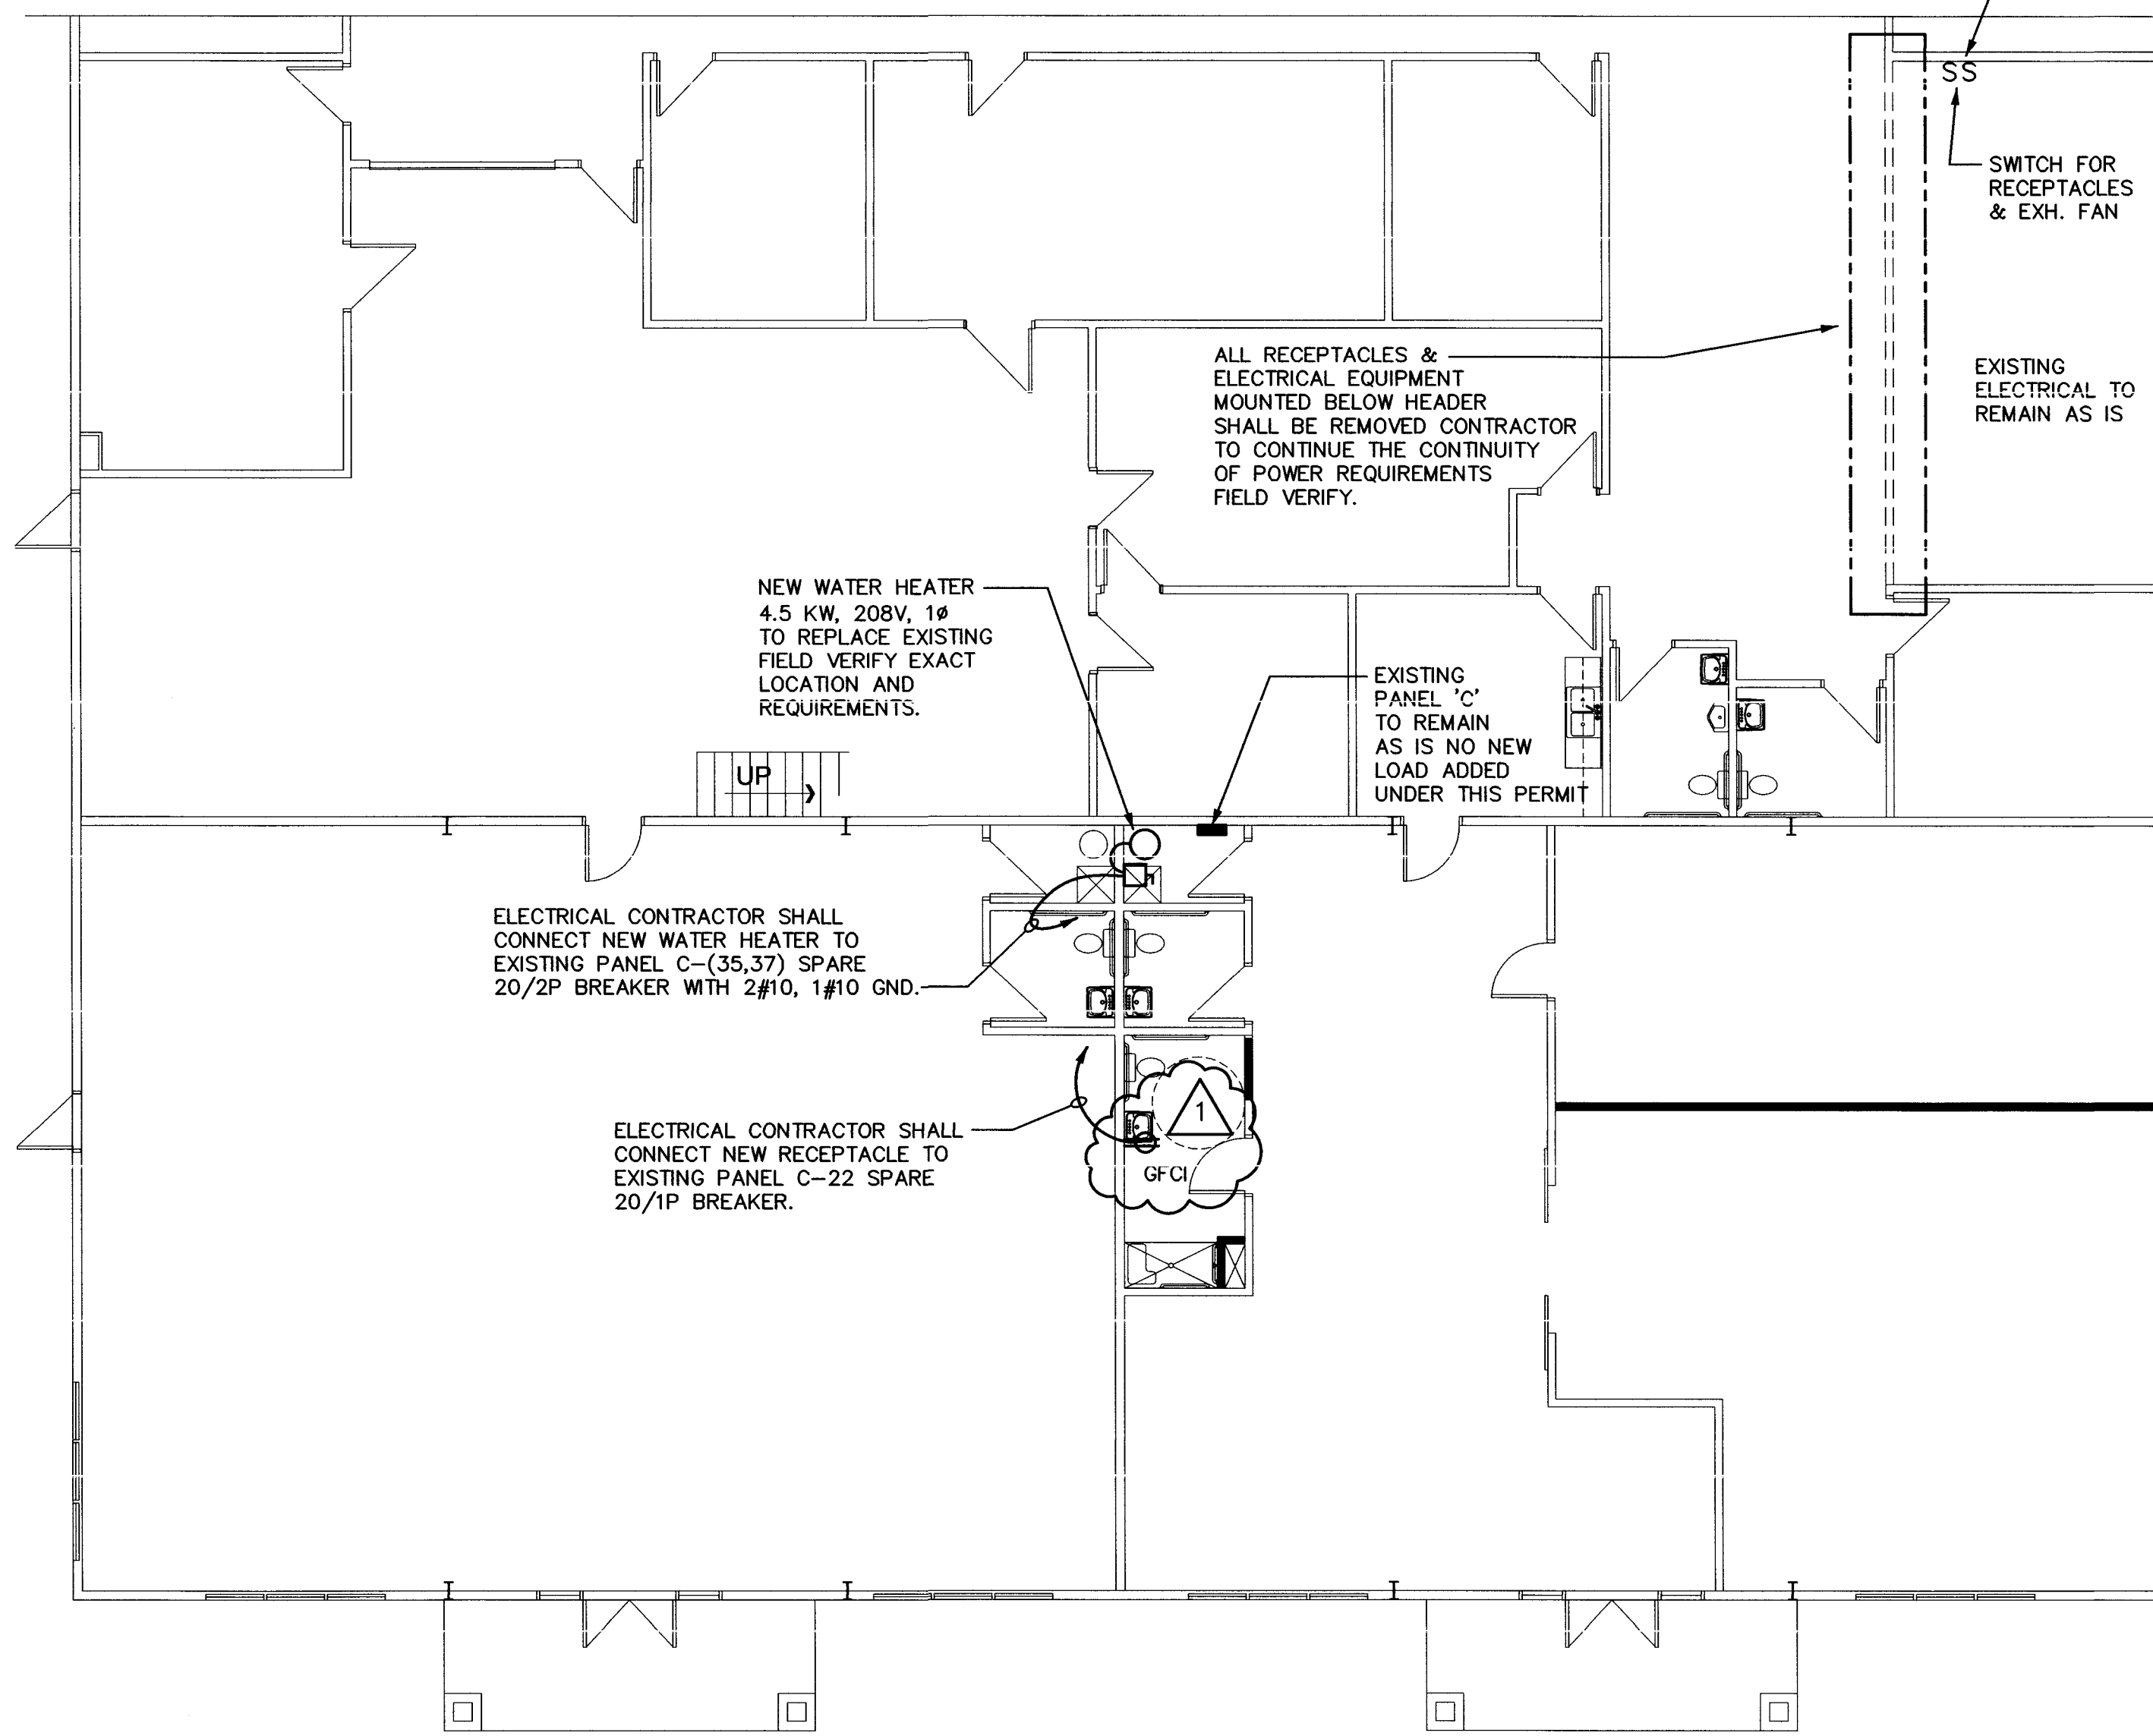 SS
SWITCH FOR
RECEPTACLES
& EXH. FAN
ALL RECEPTACLES &
ELECTRICAL EQUIPMENT
MOUNTED BELOW HEADER
SHALL BE REMOVED CONTRACTOR
TO CONTINUE THE CONTINUITY
OF POWER REQUIREMENTS
FIELD VERIFY.
EXISTING
ELECTRICAL TO
REMAIN AS IS
NEW WATER HEATER
4.5 KW, 208V, 1ø
TO REPLACE EXISTING
FIELD VERIFY EXACT
LOCATION AND
REQUIREMENTS.
EXISTING
PANEL 'C'
TO REMAIN
AS IS NO NEW
LOAD ADDED
UNDER THIS PERMIT
UP
ELECTRICAL CONTRACTOR SHALL
CONNECT NEW WATER HEATER TO
EXISTING PANEL C-(35,37) SPARE
20/2P BREAKER WITH 2#10, 1#10 GND.
1
ELECTRICAL CONTRACTOR SHALL
CONNECT NEW RECEPTACLE TO
EXISTING PANEL C-22 SPARE
20/1P BREAKER.
GFCI